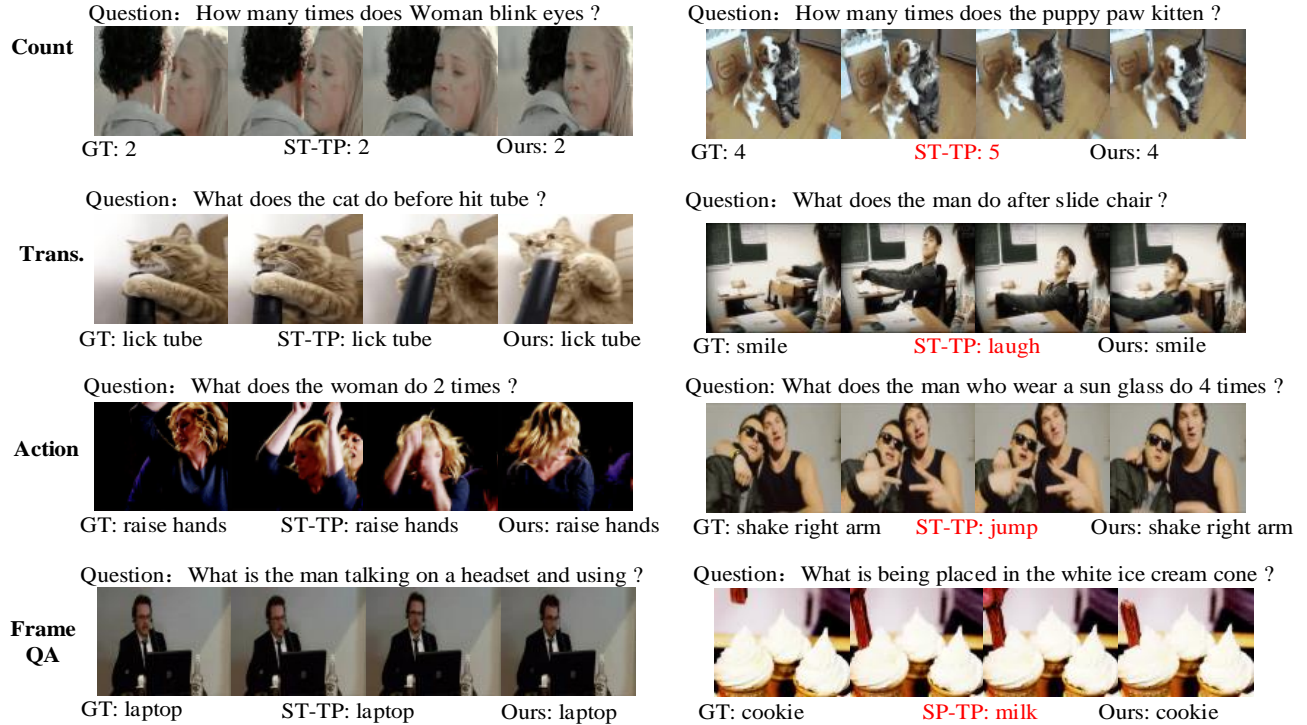 Count
Question： How many times does Woman blink eyes ?
GT: 2 ST-TP: 2 Ours: 2
Question： How many times does the puppy paw kitten ?
GT: 4 ST-TP: 5 Ours: 4
Trans.
Question： What does the cat do before hit tube ?
GT: lick tube ST-TP: lick tube Ours: lick tube
Question： What does the man do after slide chair ?
GT: smile ST-TP: laugh Ours: smile
Action
Question： What does the woman do 2 times ?
GT: raise hands ST-TP: raise hands Ours: raise hands
Question: What does the man who wear a sun glass do 4 times ?
GT: shake right arm ST-TP: jump Ours: shake right arm
Frame
QA
Question： What is the man talking on a headset and using ?
GT: laptop ST-TP: laptop Ours: laptop
Question： What is being placed in the white ice cream cone ?
GT: cookie SP-TP: milk Ours: cookie